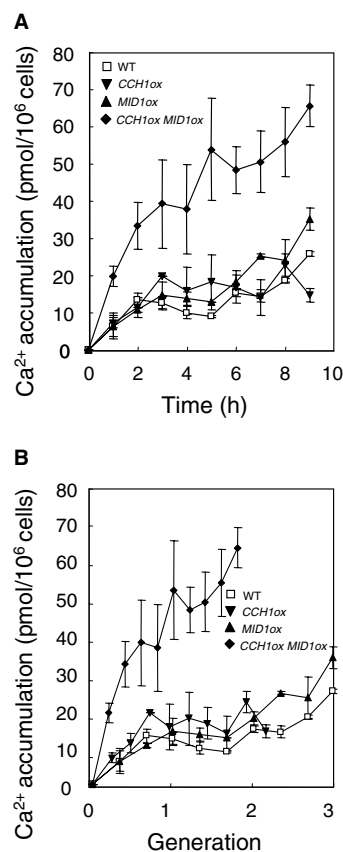 A
Ca²⁺ accumulation (pmol/10⁶ cells)
80
70
60
50
40
30
20
10
0
WT
CCH1ox
MID1ox
CCH1ox MID1ox
0 2 4 6 8 10
Time (h)
B
Ca²⁺ accumulation (pmol/10⁶ cells)
80
70
60
50
40
30
20
10
0
WT
CCH1ox
MID1ox
CCH1ox MID1ox
0 1 2 3
Generation